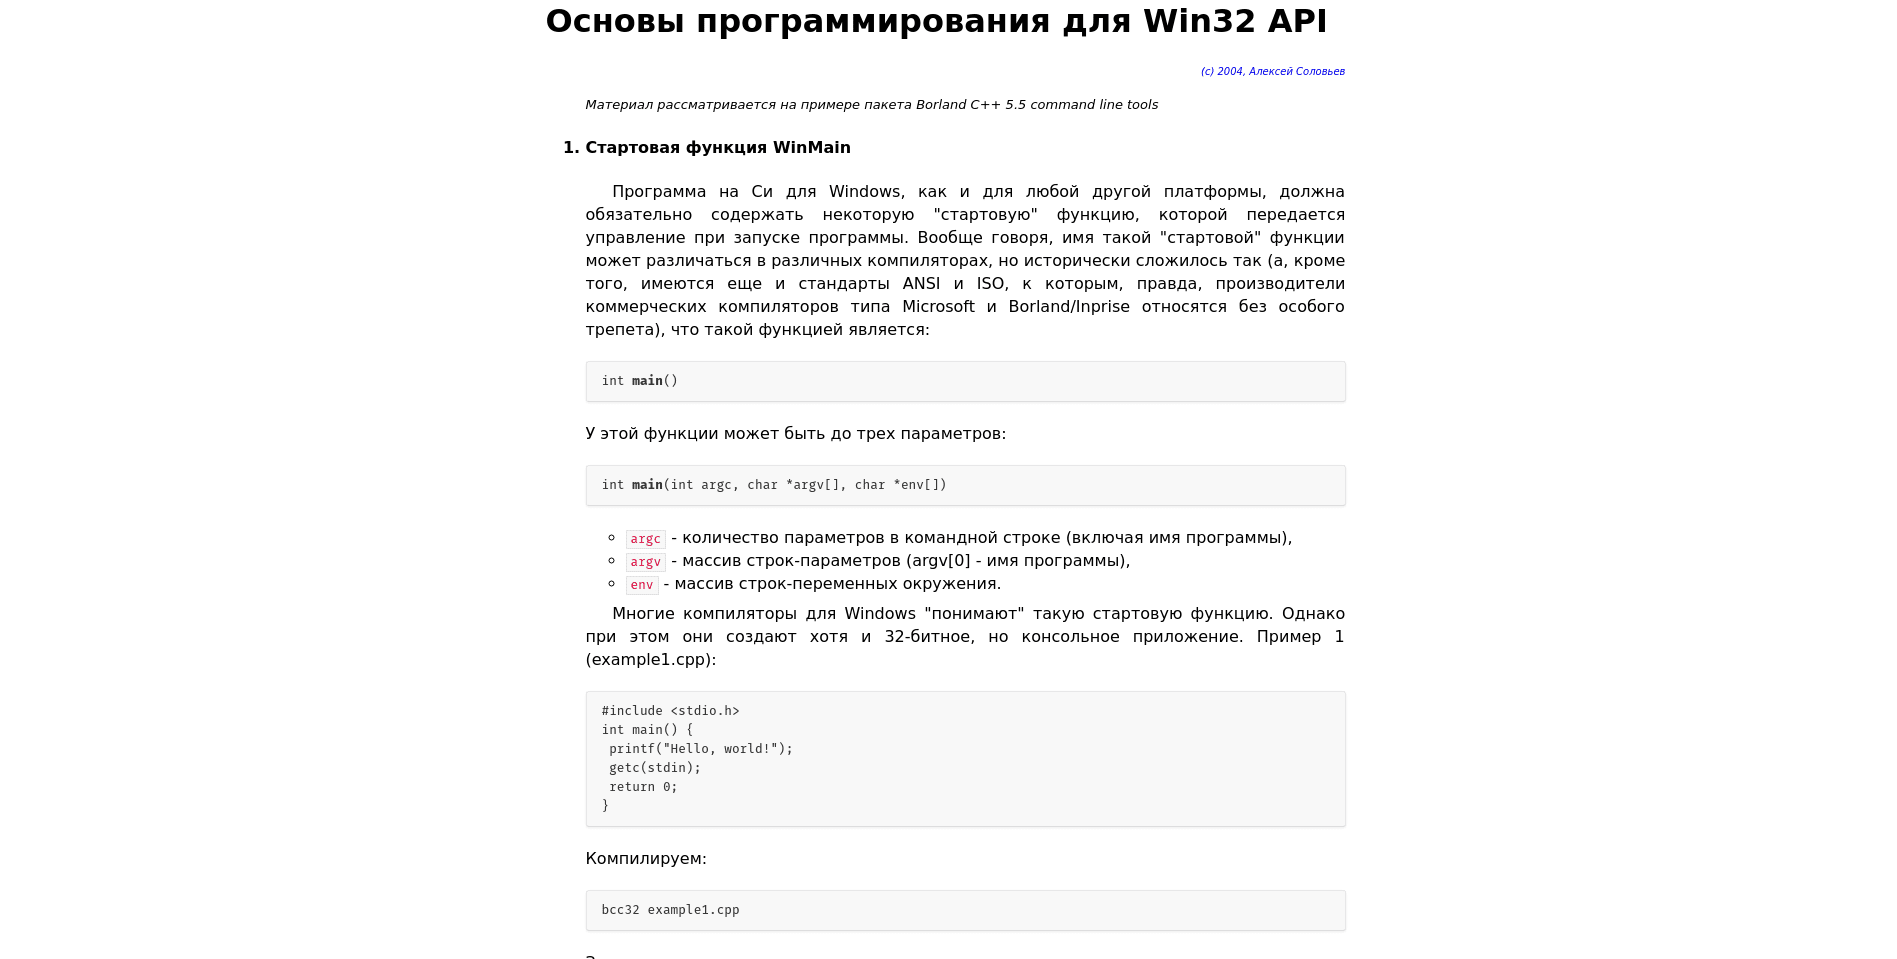 Основы программирования для Win32 API
(c) 2004, Алексей Соловьев
Материал рассматривается на примере пакета Borland C++ 5.5 command line tools
1. Стартовая функция WinMain
Программа на Си для Windows, как и для любой другой платформы, должна
обязательно содержать некоторую "стартовую" функцию, которой передается
управление при запуске программы. Вообще говоря, имя такой "стартовой" функции
может различаться в различных компиляторах, но исторически сложилось так (а, кроме
того, имеются еще и стандарты ANSI и ISO, к которым, правда, производители
коммерческих компиляторов типа Microsoft и Borland/Inprise относятся без особого
трепета), что такой функцией является:
int main()
У этой функции может быть до трех параметров:
int main(int argc, char *argv[], char *env[])
argc - количество параметров в командной строке (включая имя программы),
argv - массив строк-параметров (argv[0] - имя программы),
env - массив строк-переменных окружения.
Многие компиляторы для Windows "понимают" такую стартовую функцию. Однако
при этом они создают хотя и 32-битное, но консольное приложение. Пример 1
(example1.cpp):
#include <stdio.h>
int main() {
 printf("Hello, world!");
 getc(stdin);
 return 0;
}
Компилируем:
bcc32 example1.cpp